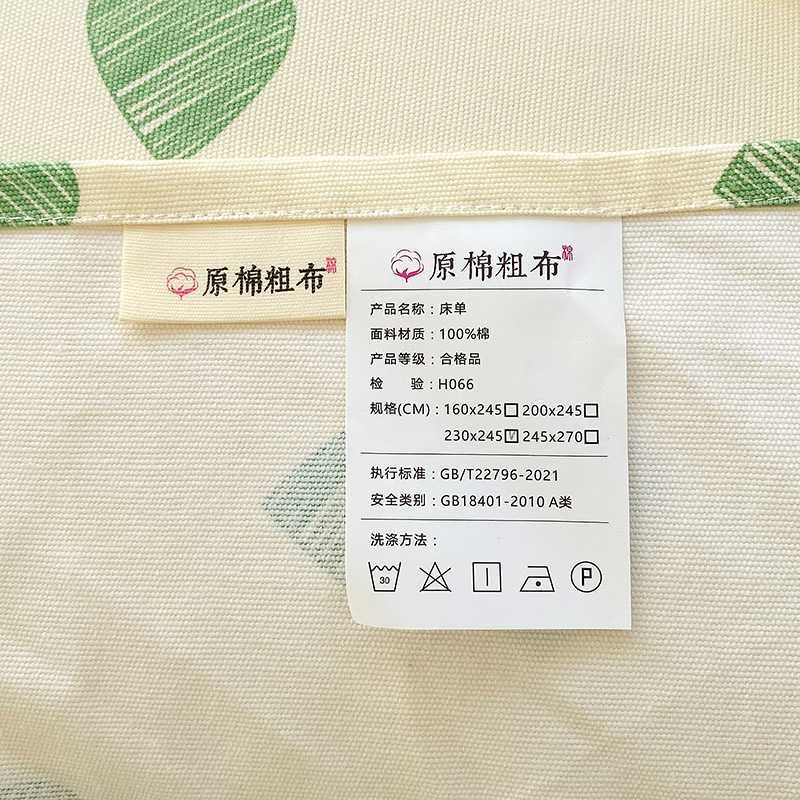 原棉粗布
原棉粗布
产品名称：床单
面料材质：100%棉
产品等级：合格品
检 验：H066
规格(CM)：160x245□ 200x245□
230x245☑ 245x270□
执行标准：GB/T22796-2021
安全类别：GB18401-2010 A类
洗涤方法：
30
P